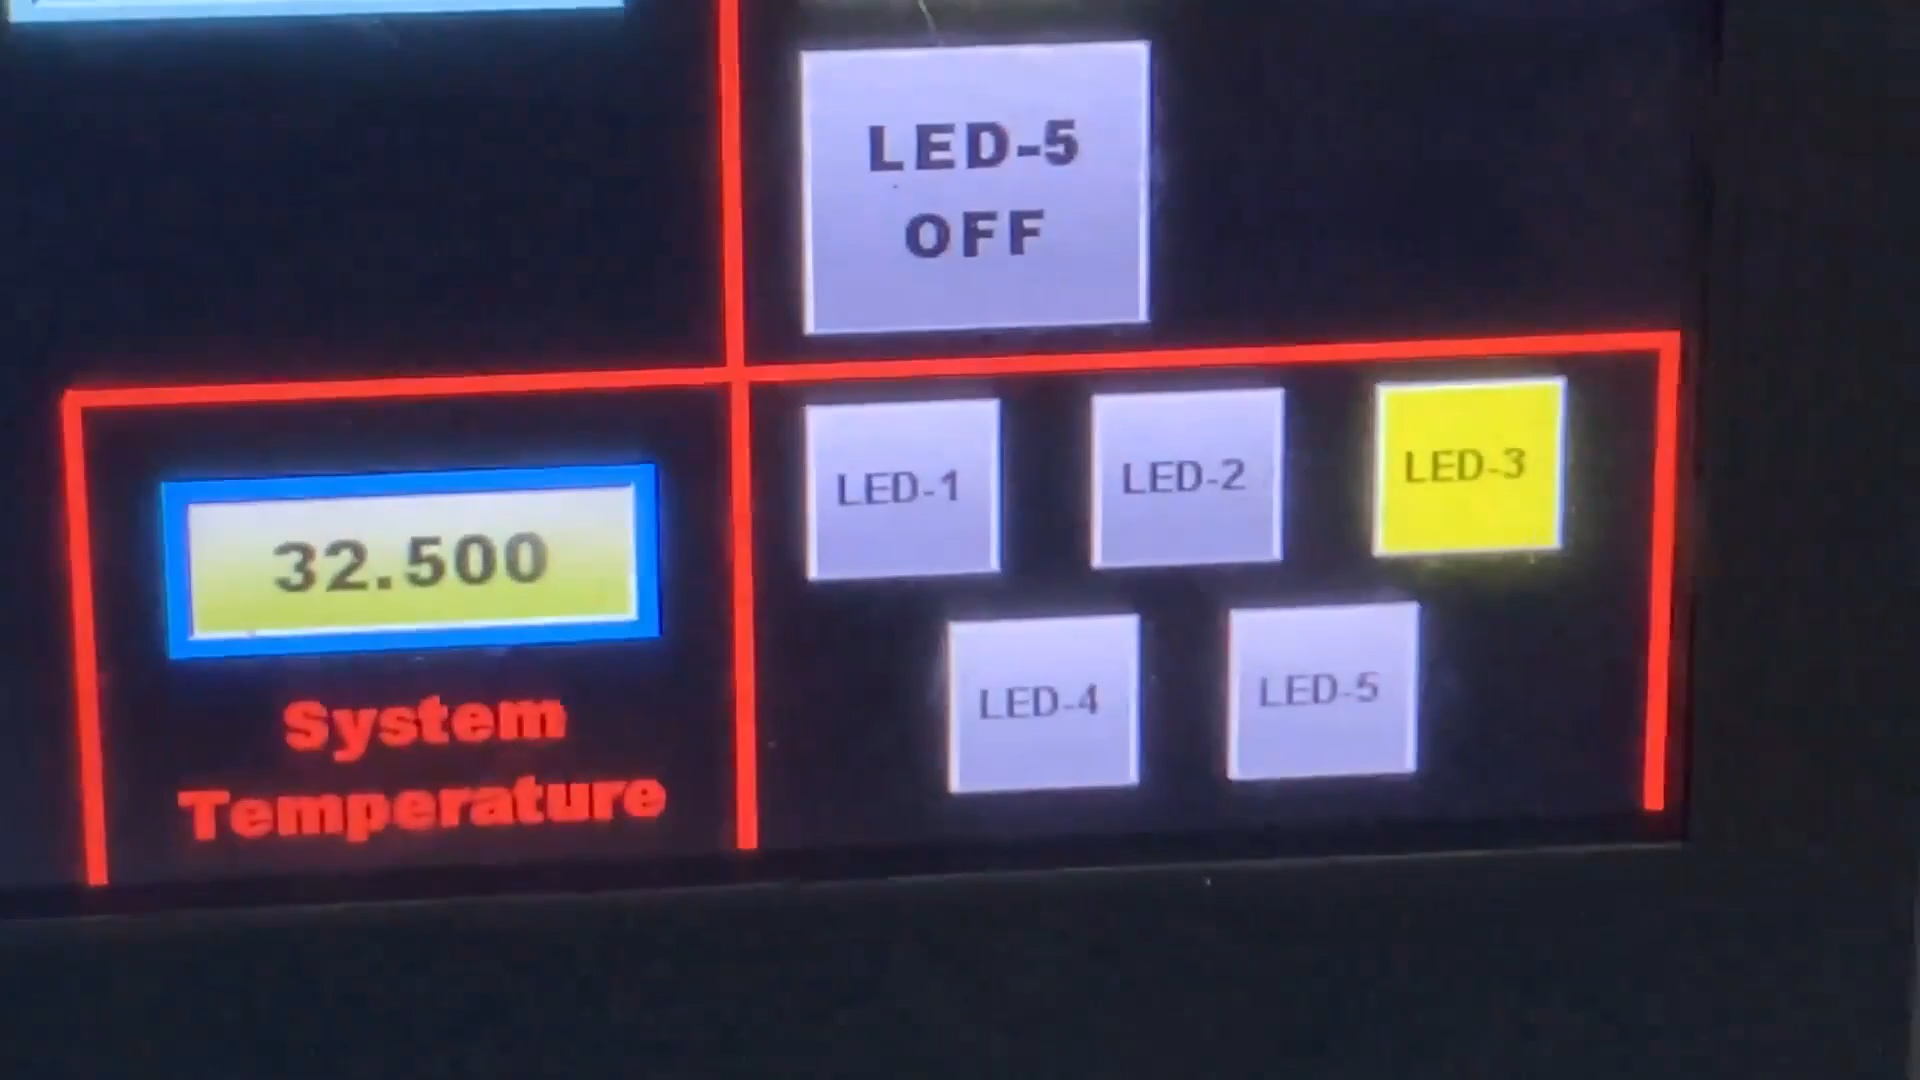 LED-5
OFF
LED-1
LED-2
LED-3
32.500
LED-4
LED-5
System
Temperature